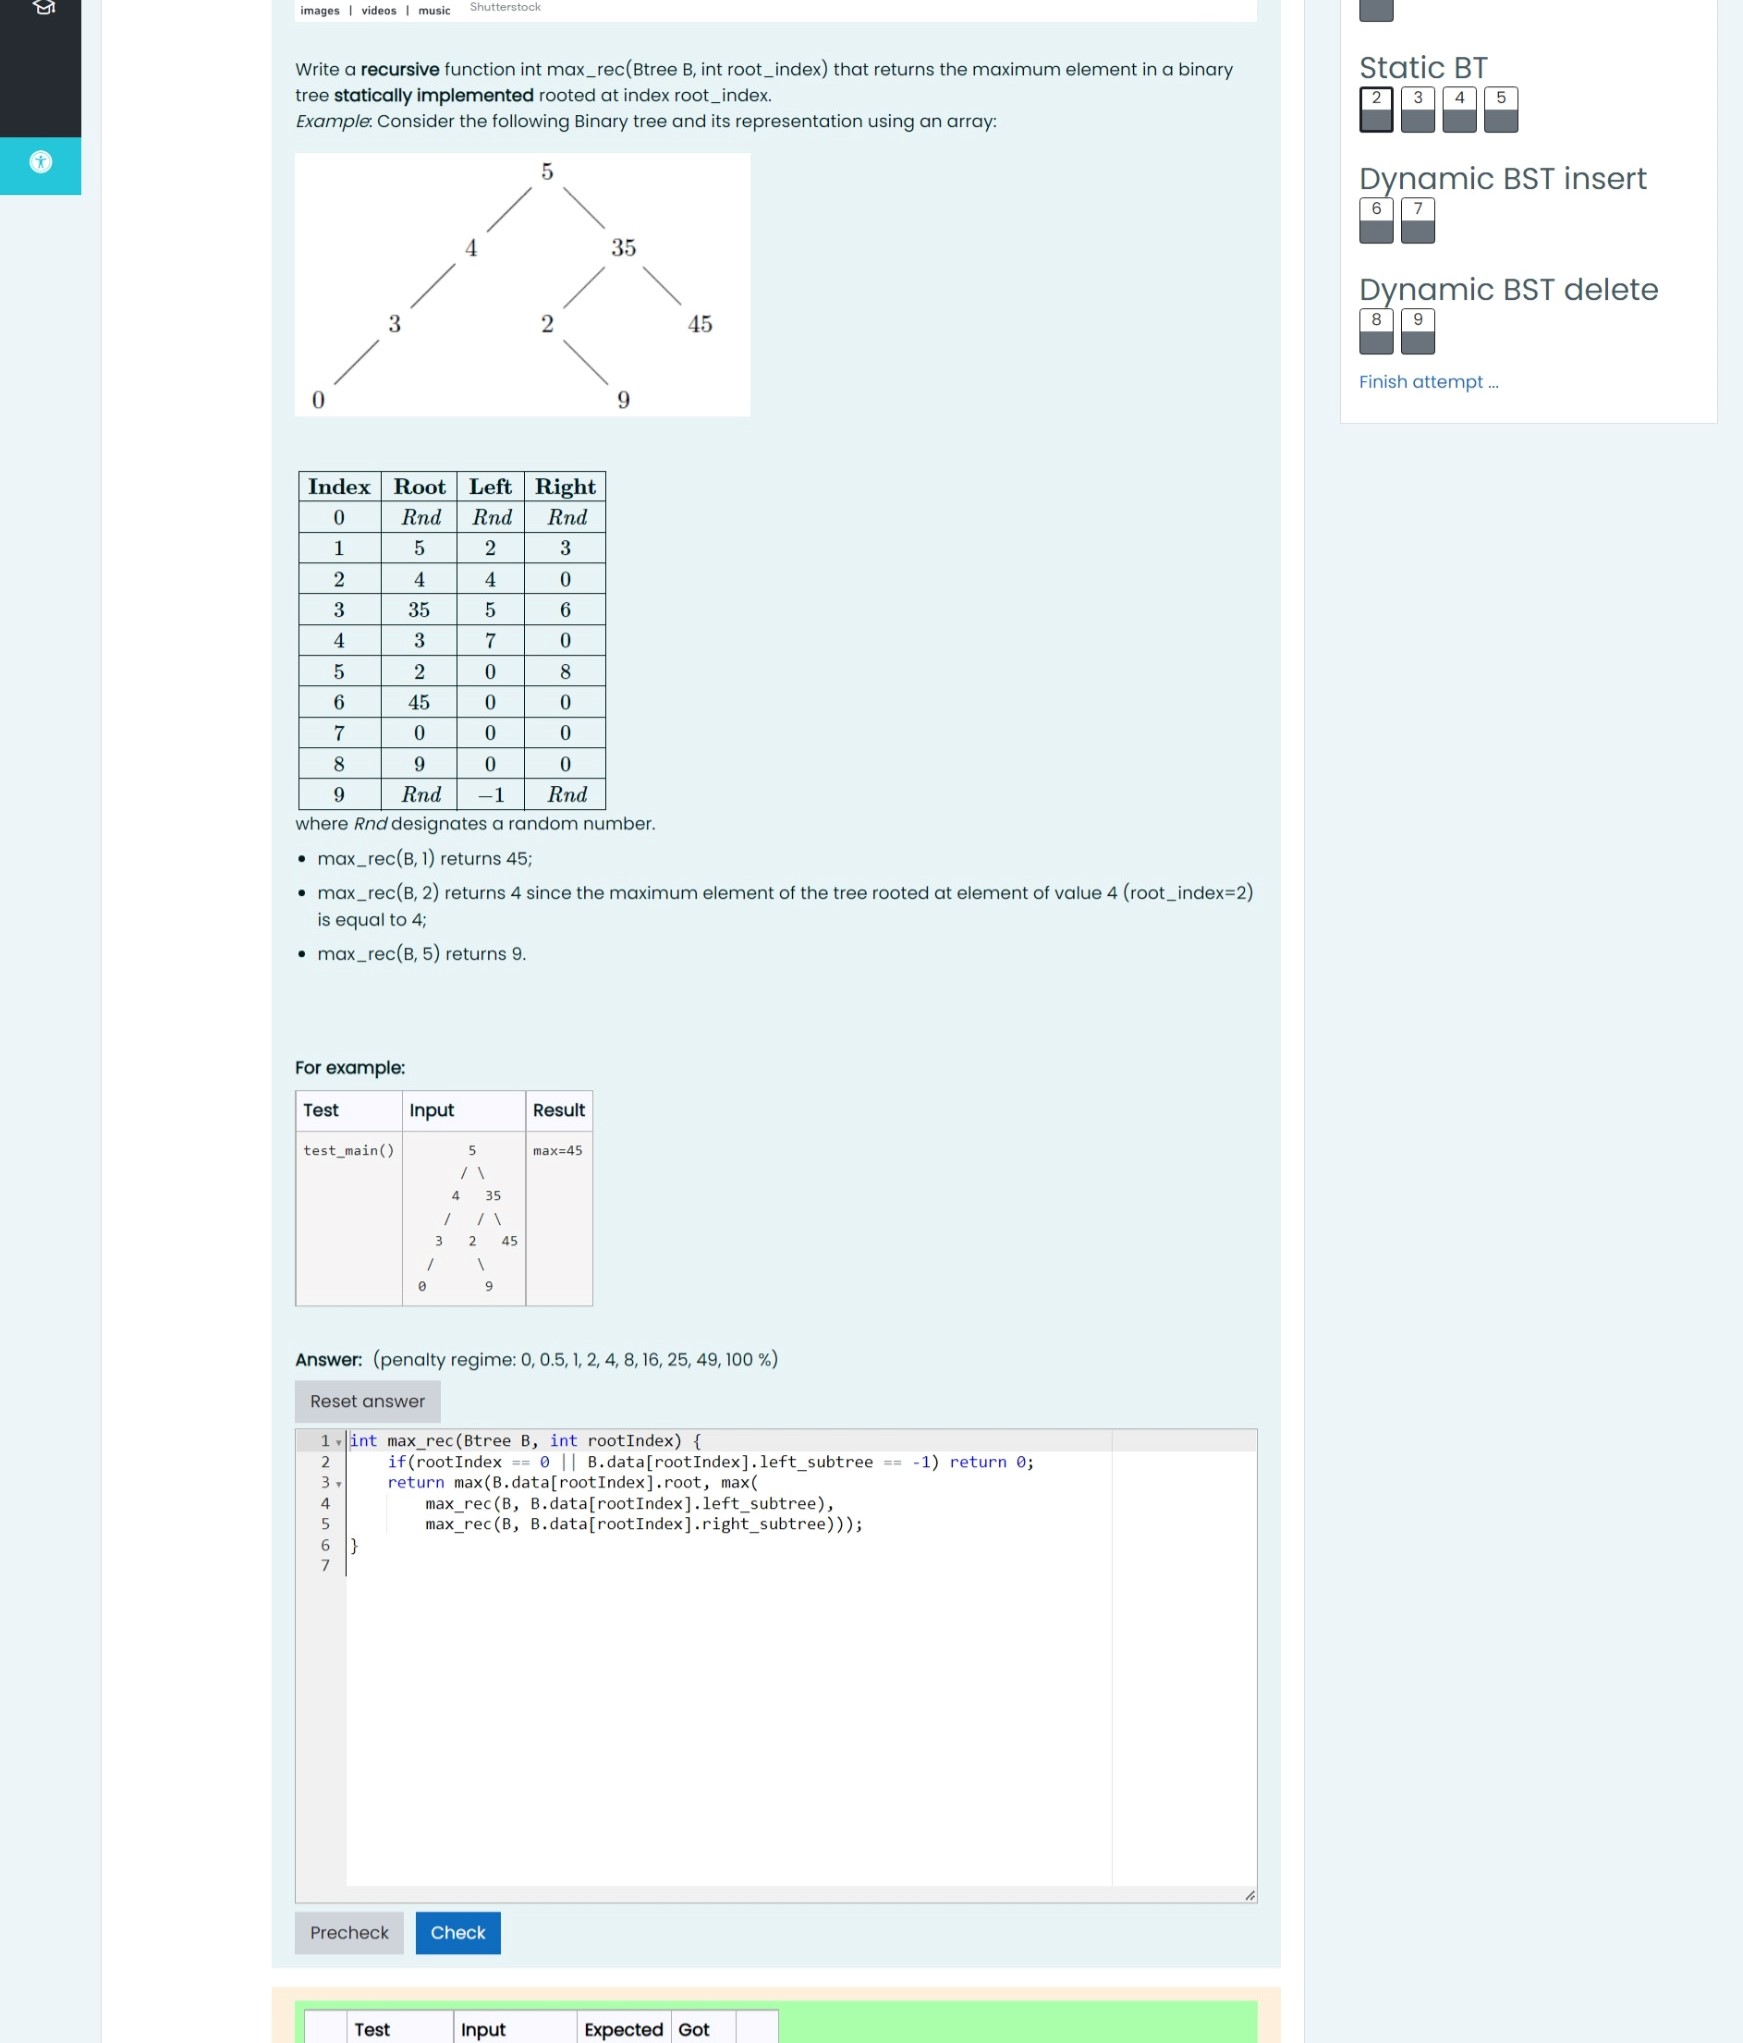 images | videos | music Shutterstock
Write a recursive function int max_rec(Btree B, int root_index) that returns the maximum element in a binary
tree statically implemented rooted at index root_index.
Example: Consider the following Binary tree and its representation using an array:
5
4 35
3 2 45
0 9
Index Root Left Right
0 Rnd Rnd Rnd
1 5 2 3
2 4 4 0
3 35 5 6
4 3 7 0
5 2 0 8
6 45 0 0
7 0 0 0
8 9 0 0
9 Rnd −1 Rnd
where Rnd designates a random number.
• max_rec(B, 1) returns 45;
• max_rec(B, 2) returns 4 since the maximum element of the tree rooted at element of value 4 (root_index=2)
is equal to 4;
• max_rec(B, 5) returns 9.
For example:
Test Input Result
test_main() 5 max=45
/ \
4 35
/ / \
3 2 45
/ \
0 9
Answer: (penalty regime: 0, 0.5, 1, 2, 4, 8, 16, 25, 49, 100 %)
Reset answer
1 int max_rec(Btree B, int rootIndex) {
2 if(rootIndex == 0 || B.data[rootIndex].left_subtree == -1) return 0;
3 return max(B.data[rootIndex].root, max(
4 max_rec(B, B.data[rootIndex].left_subtree),
5 max_rec(B, B.data[rootIndex].right_subtree)));
6 }
7
Precheck Check
Test Input Expected Got
Static BT
2 3 4 5
Dynamic BST insert
6 7
Dynamic BST delete
8 9
Finish attempt ...